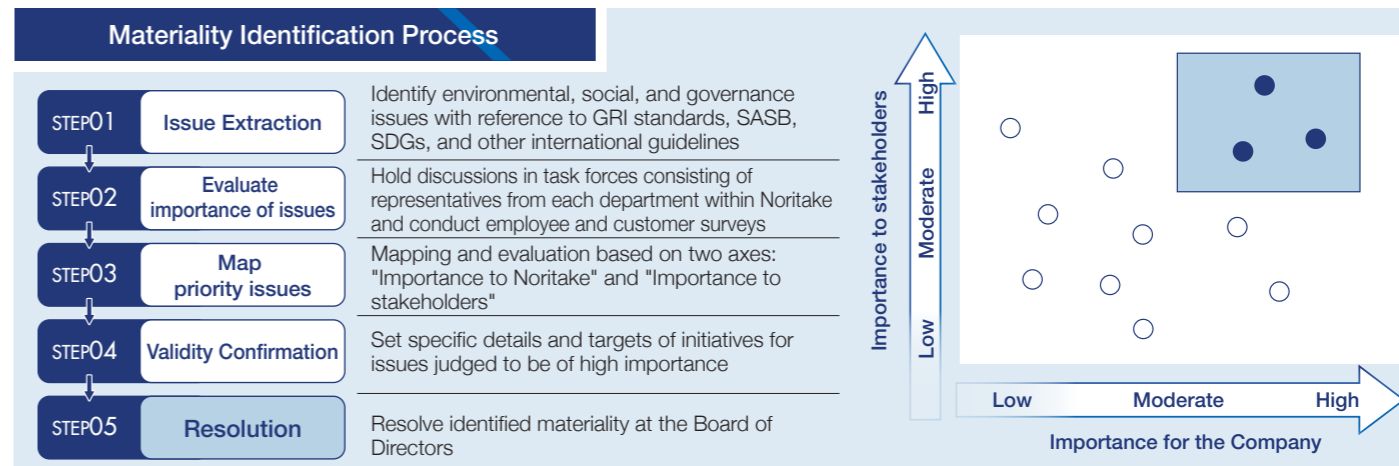 Materiality Identification Process
STEP01
Issue Extraction
Identify environmental, social, and governance
issues with reference to GRI standards, SASB,
SDGs, and other international guidelines
STEP02
Evaluate
importance of issues
Hold discussions in task forces consisting of
representatives from each department within Noritake
and conduct employee and customer surveys
STEP03
Map
priority issues
Mapping and evaluation based on two axes:
"Importance to Noritake" and "Importance to
stakeholders"
STEP04
Validity Confirmation
Set specific details and targets of initiatives for
issues judged to be of high importance
STEP05
Resolution
Resolve identified materiality at the Board of
Directors
Importance to stakeholders
High
Moderate
Low
Low Moderate High
Importance for the Company